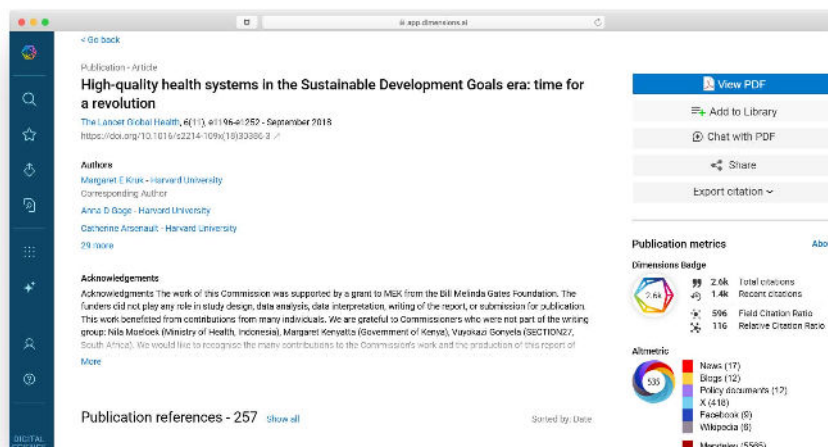 app.dimensions.ai
< Go back
Publication - Article
High-quality health systems in the Sustainable Development Goals era: time for
a revolution
The Lancet Global Health, 6(11), e1196-e1252 - September 2018
https://doi.org/10.1016/s2214-109x(18)30386-3
Authors
Margaret E Kruk - Harvard University
Corresponding Author
Anna D Gage - Harvard University
Catherine Arsenault - Harvard University
29 more
Acknowledgements
Acknowledgments The work of this Commission was supported by a grant to MEK from the Bill Melinda Gates Foundation. The
funders did not play any role in study design, data analysis, data interpretation, writing of the report, or submission for publication.
This work benefitted from contributions from many individuals. We are grateful to Commissioners who were not part of the writing
group: Nila Moeloek (Ministry of Health, Indonesia), Margaret Kenyatta (Government of Kenya), Vuyokazi Gonyela (SECTION27,
South Africa). We would like to recognise the many contributions to the Commission's work and the production of this report of
More
Publication references - 257 Show all
Sorted by: Date
View PDF
Add to Library
Chat with PDF
Share
Export citation
Publication metrics
Abo
Dimensions Badge
2.6k
2.6k Total citations
1.4k Recent citations
596 Field Citation Ratio
116 Relative Citation Ratio
Altmetric
535
News (17)
Blogs (12)
Policy documents (12)
X (418)
Facebook (9)
Wikipedia (6)
Mendeley (5565)
DIGITAL